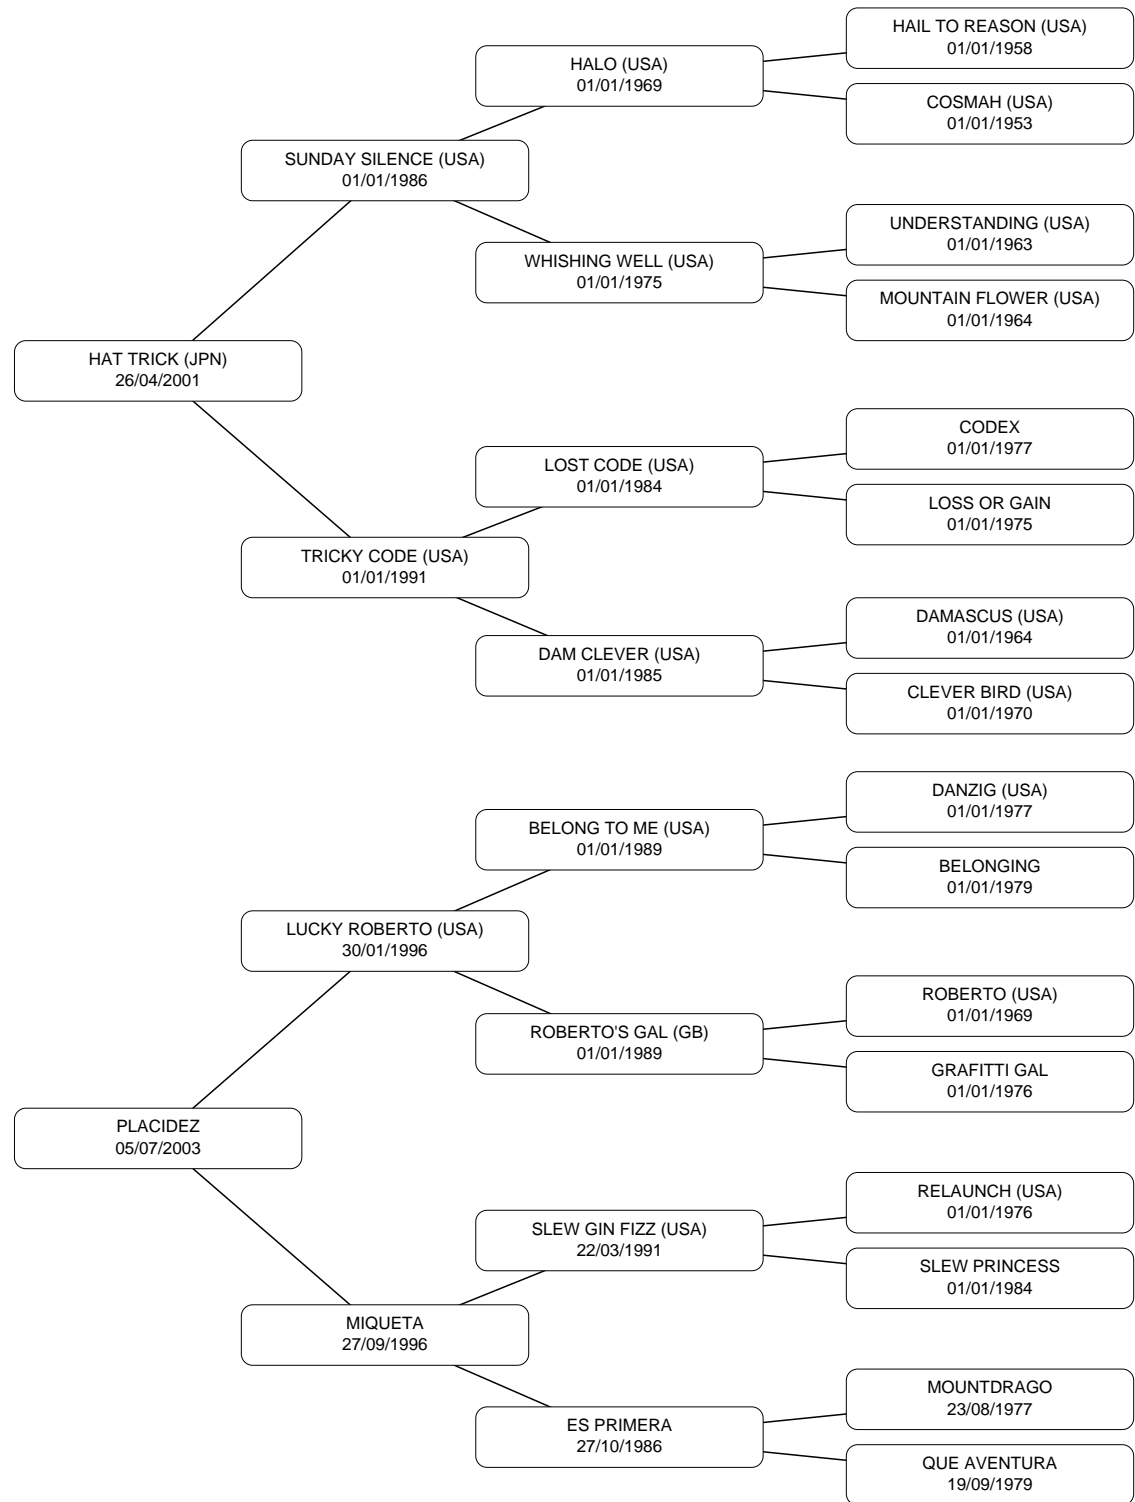 HAIL TO REASON (USA)
01/01/1958
HALO (USA)
01/01/1969
COSMAH (USA)
01/01/1953
SUNDAY SILENCE (USA)
01/01/1986
UNDERSTANDING (USA)
01/01/1963
WHISHING WELL (USA)
01/01/1975
MOUNTAIN FLOWER (USA)
01/01/1964
HAT TRICK (JPN)
26/04/2001
CODEX
01/01/1977
LOST CODE (USA)
01/01/1984
LOSS OR GAIN
01/01/1975
TRICKY CODE (USA)
01/01/1991
DAMASCUS (USA)
01/01/1964
DAM CLEVER (USA)
01/01/1985
CLEVER BIRD (USA)
01/01/1970
DANZIG (USA)
01/01/1977
BELONG TO ME (USA)
01/01/1989
BELONGING
01/01/1979
LUCKY ROBERTO (USA)
30/01/1996
ROBERTO (USA)
01/01/1969
ROBERTO'S GAL (GB)
01/01/1989
GRAFITTI GAL
01/01/1976
PLACIDEZ
05/07/2003
RELAUNCH (USA)
01/01/1976
SLEW GIN FIZZ (USA)
22/03/1991
SLEW PRINCESS
01/01/1984
MIQUETA
27/09/1996
MOUNTDRAGO
23/08/1977
ES PRIMERA
27/10/1986
QUE AVENTURA
19/09/1979